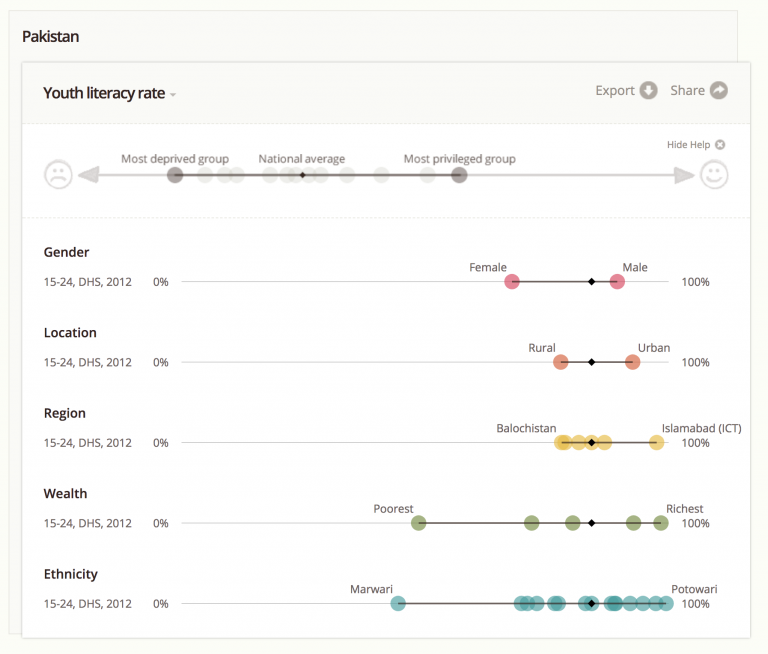 Pakistan
Youth literacy rate
Export Share
Hide Help
Most deprived group National average Most privileged group
Gender
Female Male
15-24, DHS, 2012 0% 100%
Location
Rural Urban
15-24, DHS, 2012 0% 100%
Region
Balochistan Islamabad (ICT)
15-24, DHS, 2012 0% 100%
Wealth
Poorest Richest
15-24, DHS, 2012 0% 100%
Ethnicity
Marwari Potowari
15-24, DHS, 2012 0% 100%